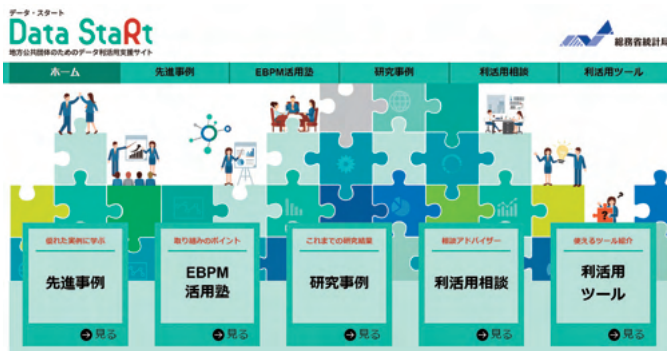 データ・スタート
Data StaRt
地方公共団体のためのデータ利活用支援サイト
総務省統計局
ホーム
先進事例
EBPM活用塾
研究事例
利活用相談
利活用ツール
優れた実例に学ぶ
先進事例
見る
取り組みのポイント
EBPM
活用塾
見る
これまでの研究結果
研究事例
見る
相談アドバイザー
利活用相談
見る
使えるツール紹介
利活用
ツール
見る